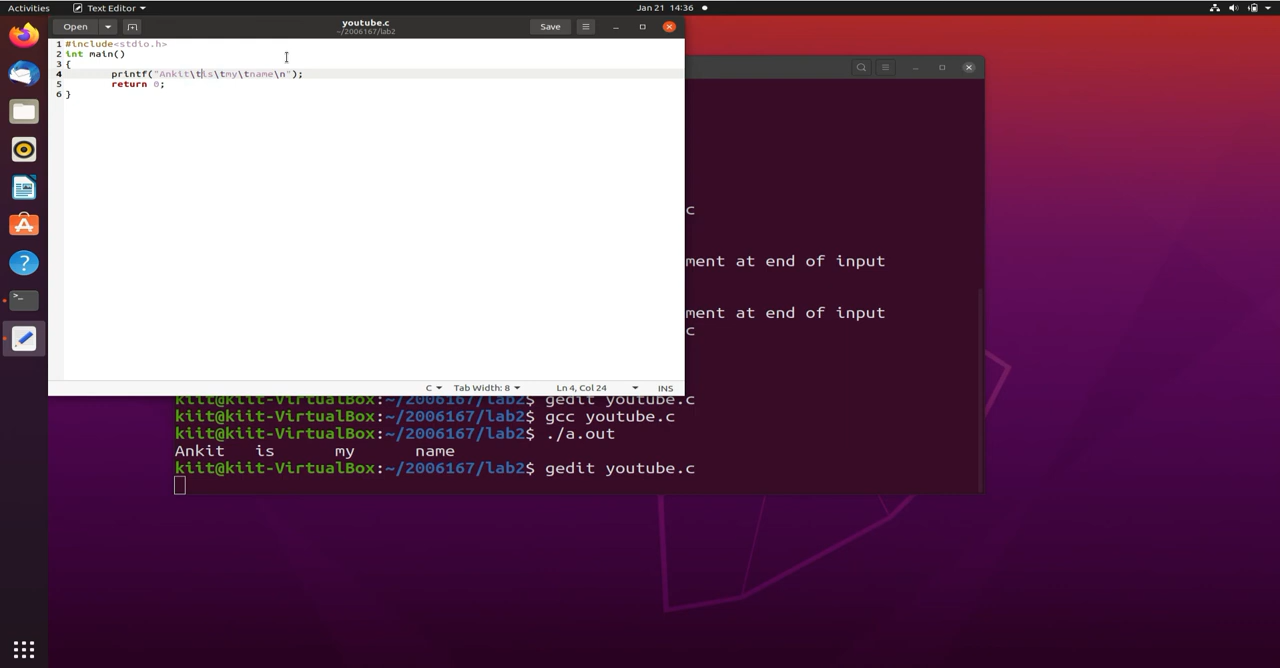 Activities Text Editor Jan 21 14:36
Open youtube.c Save
~/2006167/lab2
1 #include<stdio.h>
2 int main()
3 {
4 printf("Ankit\tis\tmy\tname\n");
5 return 0;
6 }
c
ment at end of input
ment at end of input
c
C Tab Width: 8 Ln 4, Col 24 INS
kiit@kiit-VirtualBox:~/2006167/lab2$ gedit youtube.c
kiit@kiit-VirtualBox:~/2006167/lab2$ gcc youtube.c
kiit@kiit-VirtualBox:~/2006167/lab2$ ./a.out
Ankit is my name
kiit@kiit-VirtualBox:~/2006167/lab2$ gedit youtube.c